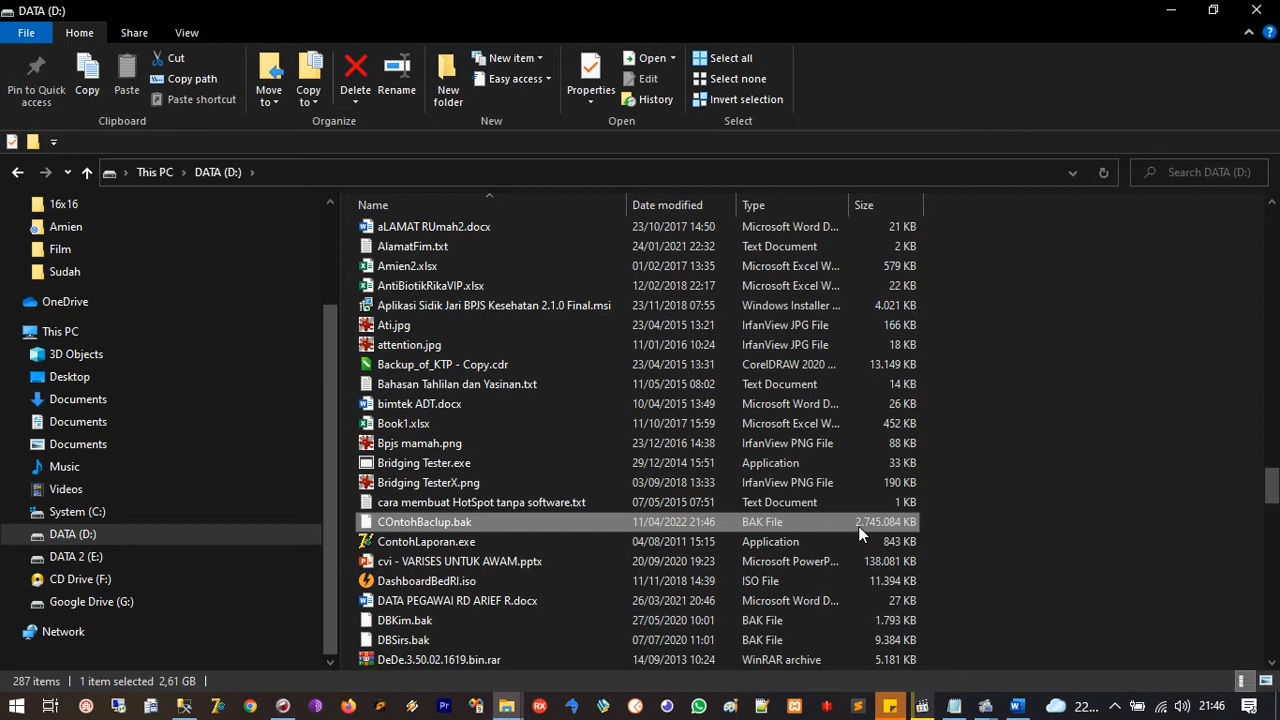 DATA (D:)
File Home Share View
Pin to Quick access
Copy
Paste
Cut
Copy path
Paste shortcut
Clipboard
Move to
Copy to
Delete
Rename
Organize
New folder
New item
Easy access
New
Properties
Open
Edit
History
Open
Select all
Select none
Invert selection
Select
This PC DATA (D:)
Search DATA (D:)
16x16
Amien
Film
Sudah
OneDrive
This PC
3D Objects
Desktop
Documents
Documents
Documents
Music
Videos
System (C:)
DATA (D:)
DATA 2 (E:)
CD Drive (F:)
Google Drive (G:)
Network
Name Date modified Type Size
aLAMAT RUmah2.docx 23/10/2017 14:50 Microsoft Word D... 21 KB
AlamatFim.txt 24/01/2021 22:32 Text Document 2 KB
Amien2.xlsx 01/02/2017 13:35 Microsoft Excel W... 579 KB
AntiBiotikRikaVIP.xlsx 12/02/2018 22:17 Microsoft Excel W... 22 KB
Aplikasi Sidik Jari BPJS Kesehatan 2.1.0 Final.msi 23/11/2018 07:55 Windows Installer ... 4.021 KB
Ati.jpg 23/04/2015 13:21 IrfanView JPG File 166 KB
attention.jpg 11/01/2016 10:24 IrfanView JPG File 18 KB
Backup_of_KTP - Copy.cdr 23/04/2015 13:31 CorelDRAW 2020 ... 13.149 KB
Bahasan Tahlilan dan Yasinan.txt 11/05/2015 08:02 Text Document 14 KB
bimtek ADT.docx 10/04/2015 13:49 Microsoft Word D... 26 KB
Book1.xlsx 11/10/2017 15:59 Microsoft Excel W... 452 KB
Bpjs mamah.png 23/12/2016 14:38 IrfanView PNG File 88 KB
Bridging Tester.exe 29/12/2014 15:51 Application 33 KB
Bridging TesterX.png 03/09/2018 13:33 IrfanView PNG File 190 KB
cara membuat HotSpot tanpa software.txt 07/05/2015 07:51 Text Document 1 KB
COntohBaclup.bak 11/04/2022 21:46 BAK File 2.745.084 KB
ContohLaporan.exe 04/08/2011 15:15 Application 843 KB
cvi - VARISES UNTUK AWAM.pptx 20/09/2020 19:23 Microsoft PowerP... 138.081 KB
DashboardBedRI.iso 11/11/2018 14:39 ISO File 11.394 KB
DATA PEGAWAI RD ARIEF R.docx 26/03/2021 20:46 Microsoft Word D... 27 KB
DBKim.bak 27/05/2020 10:01 BAK File 1.793 KB
DBSirs.bak 07/07/2020 11:01 BAK File 9.384 KB
DeDe.3.50.02.1619.bin.rar 14/09/2013 10:24 WinRAR archive 5.181 KB
287 items 1 item selected 2,61 GB
22... 21:46